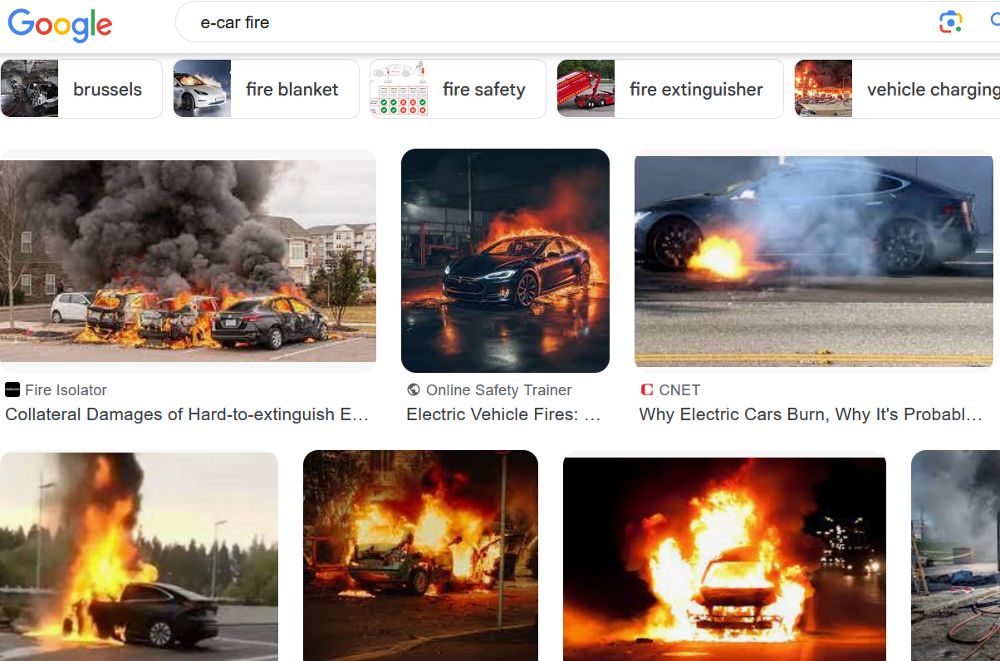 Google
e-car fire
brussels
fire blanket
fire safety
fire extinguisher
vehicle charging
Fire Isolator
Collateral Damages of Hard-to-extinguish E…
Online Safety Trainer
Electric Vehicle Fires: …
CNET
Why Electric Cars Burn, Why It's Probabl…